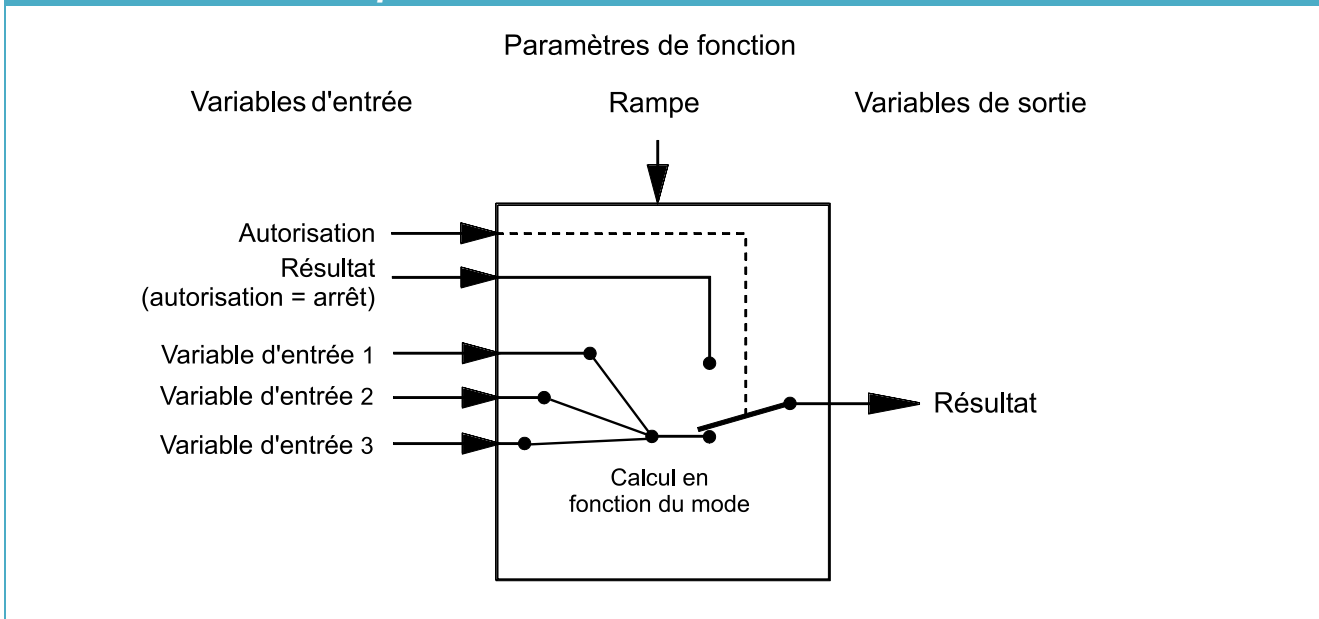 Paramètres de fonction
Variables d'entrée
Rampe
Variables de sortie
Autorisation
Résultat
(autorisation = arrêt)
Variable d'entrée 1
Variable d'entrée 2
Variable d'entrée 3
Résultat
Calcul en
fonction du mode